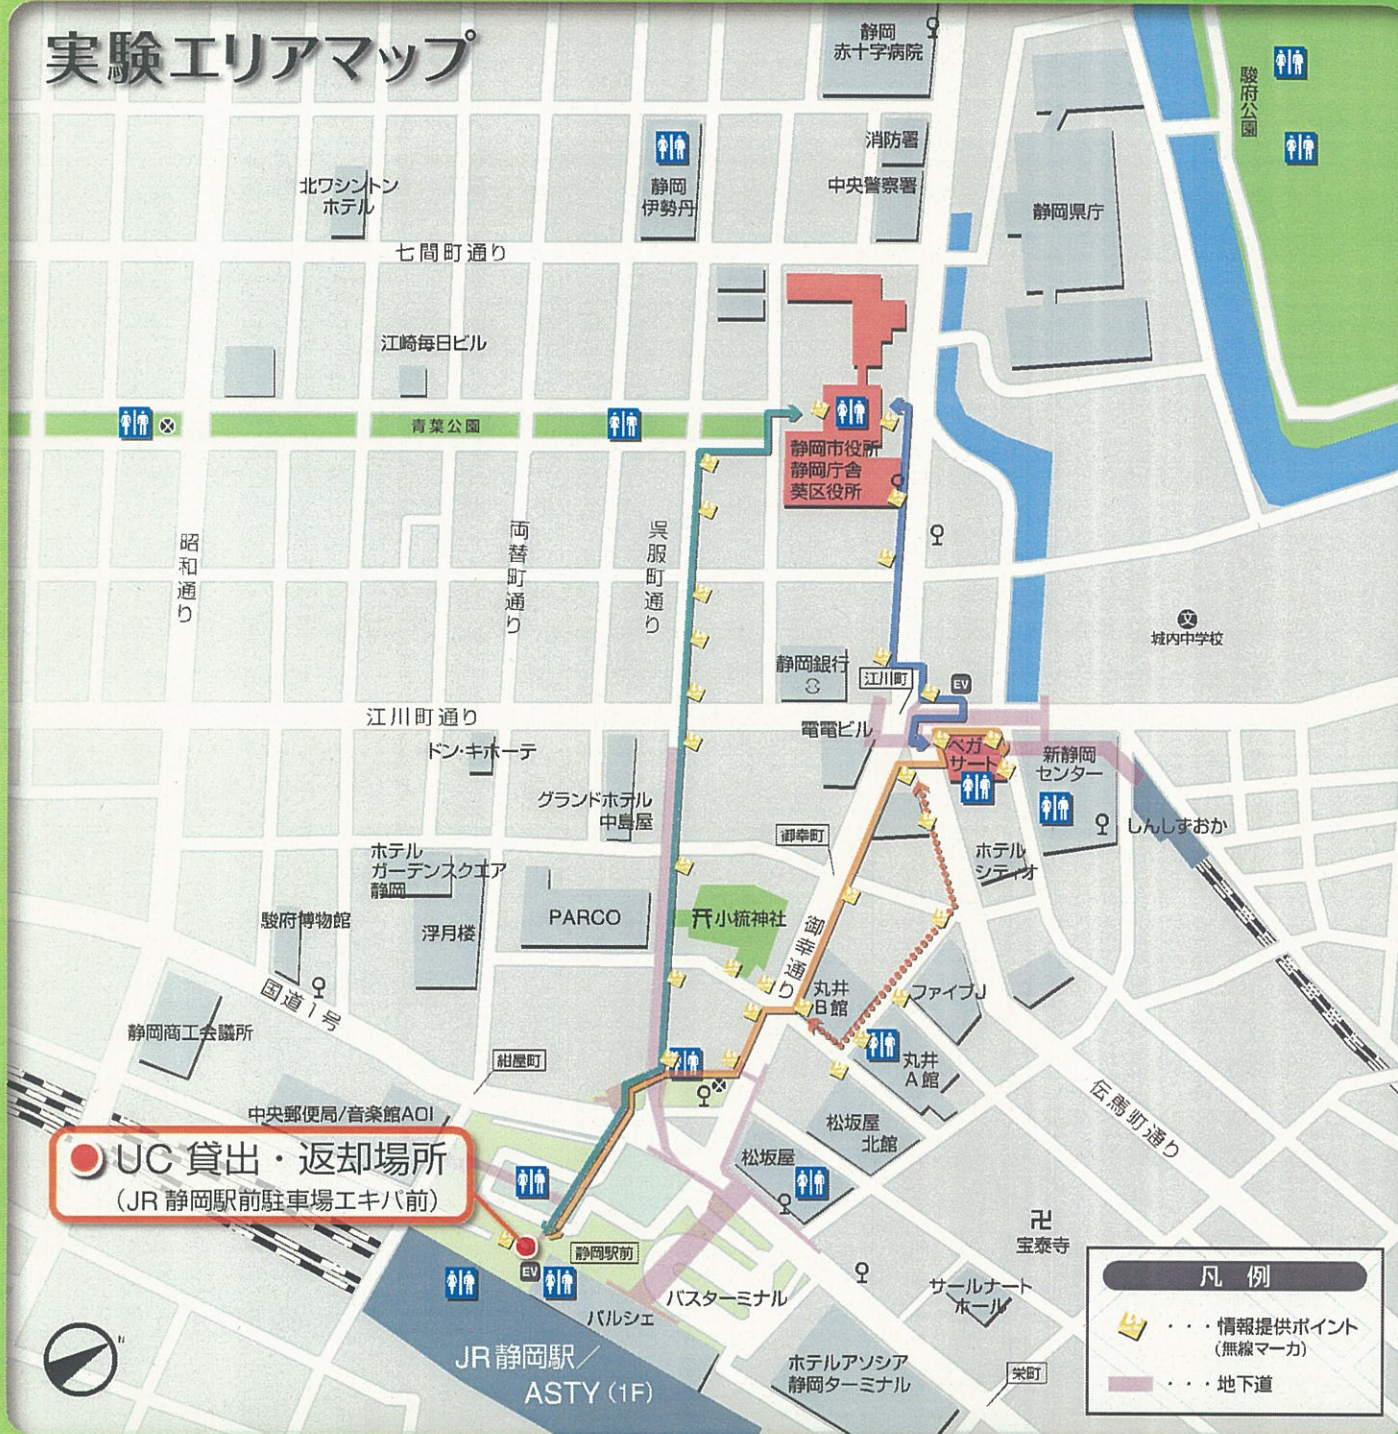 実験エリアマップ
静岡
赤十字病院
駿府公園
消防署
中央警察署
静岡
伊勢丹
北ワシントン
ホテル
静岡県庁
七間町通り
江崎毎日ビル
青葉公園
静岡市役所
静岡庁舎
葵区役所
昭和通り
両替町通り
呉服町通り
文
城内中学校
静岡銀行
江川町
EV
江川町通り
電電ビル
ドン・キホーテ
ペガ
サート
新静岡
センター
グランドホテル
中島屋
御幸町
しんしずおか
ホテル
ガーデンスクエア
静岡
ホテル
シティオ
駿府博物館
浮月楼
PARCO
小梳神社
御幸通り
丸井
B館
ファイブJ
国道1号
静岡商工会議所
紺屋町
丸井
A館
伝馬町通り
中央郵便局/音楽館AOI
松坂屋
北館
松坂屋
UC 貸出・返却場所
(JR 静岡駅前駐車場エキパ前)
静岡駅前
EV
卍
宝泰寺
サールナート
ホール
バスターミナル
パルシェ
JR静岡駅/
ASTY(1F)
ホテルアソシア
静岡ターミナル
栄町
N
凡 例
・・・情報提供ポイント
(無線マーカ)
・・・地下道